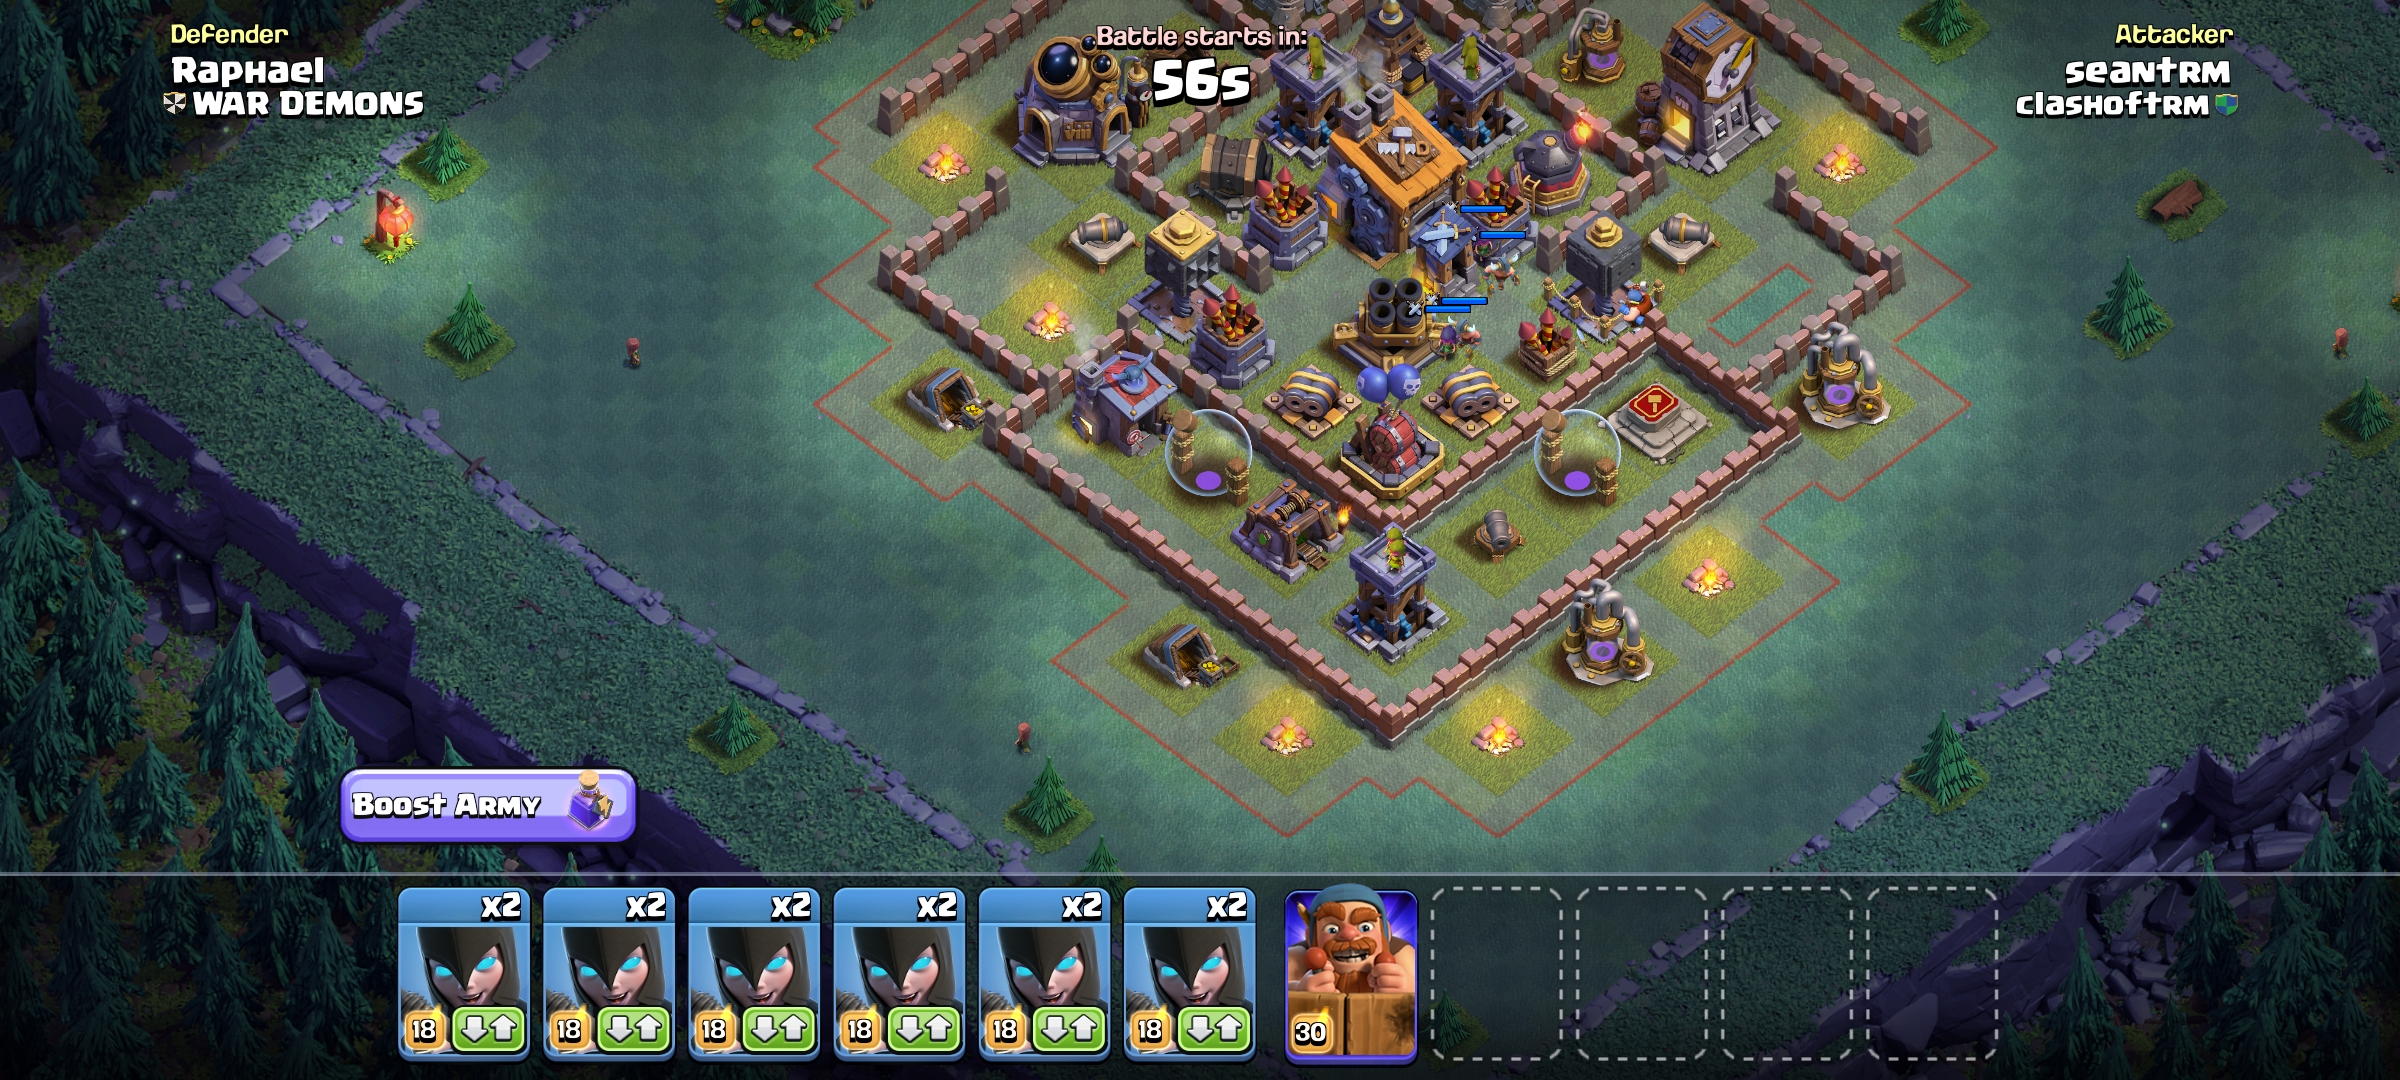 Defender
Raphael
WAR DEMONS
Battle starts in:
56s
Attacker
seantrm
clashoftrm
Boost Army
x2
x2
x2
x2
x2
x2
18
18
18
18
18
18
30